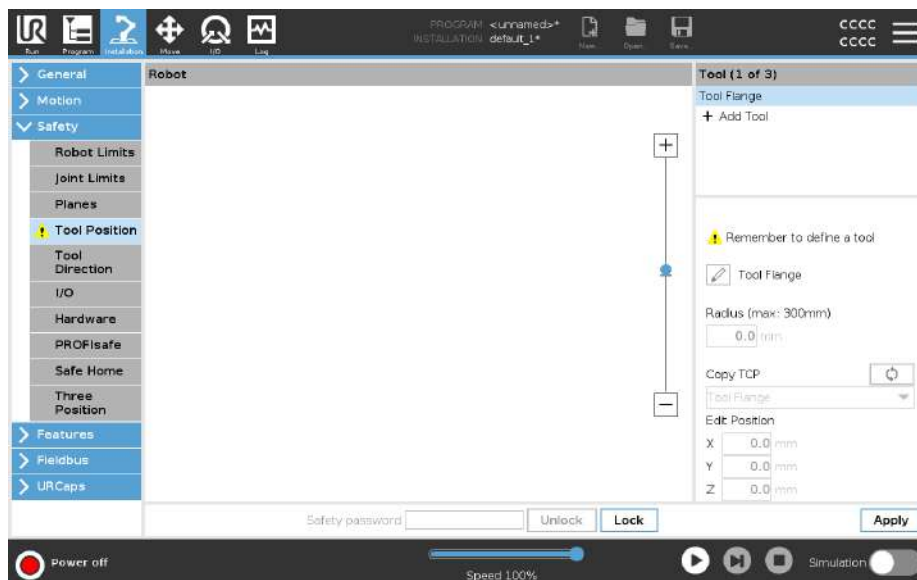 UR
PROGRAM <unnamed>*
INSTALLATION default_1*
cccc
cccc
Run
Program
Installation
Move
I/O
Log
New...
Open...
Save...
General
Motion
Safety
Robot Limits
Joint Limits
Planes
Tool Position
Tool
Direction
I/O
Hardware
PROFIsafe
Safe Home
Three
Position
Features
Fieldbus
URCaps
Robot
+
−
Tool (1 of 3)
Tool Flange
+ Add Tool
Remember to define a tool
Tool Flange
Radius (max: 300mm)
0.0 mm
Copy TCP
Tool Flange
Edit Position
X 0.0 mm
Y 0.0 mm
Z 0.0 mm
Safety password
Unlock
Lock
Apply
Power off
Speed 100%
Simulation